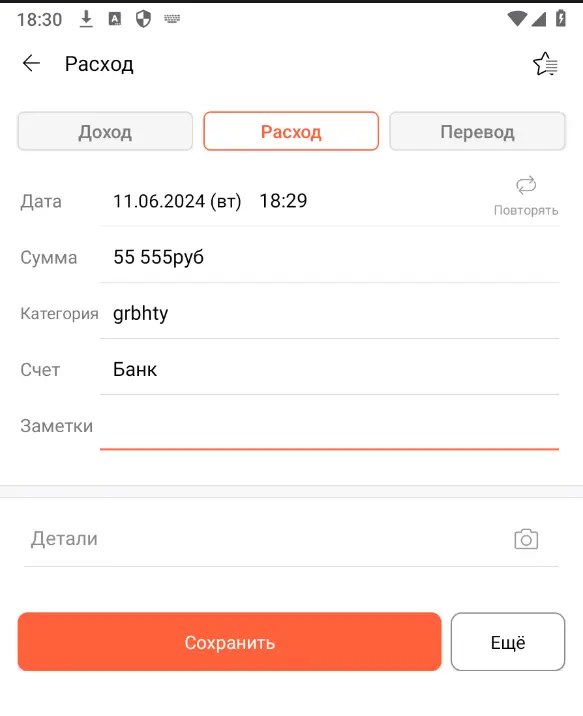 18:30
Расход
Доход Расход Перевод
Дата 11.06.2024 (вт) 18:29 Повторять
Сумма 55 555руб
Категория grbhty
Счет Банк
Заметки
Детали
Сохранить Ещё